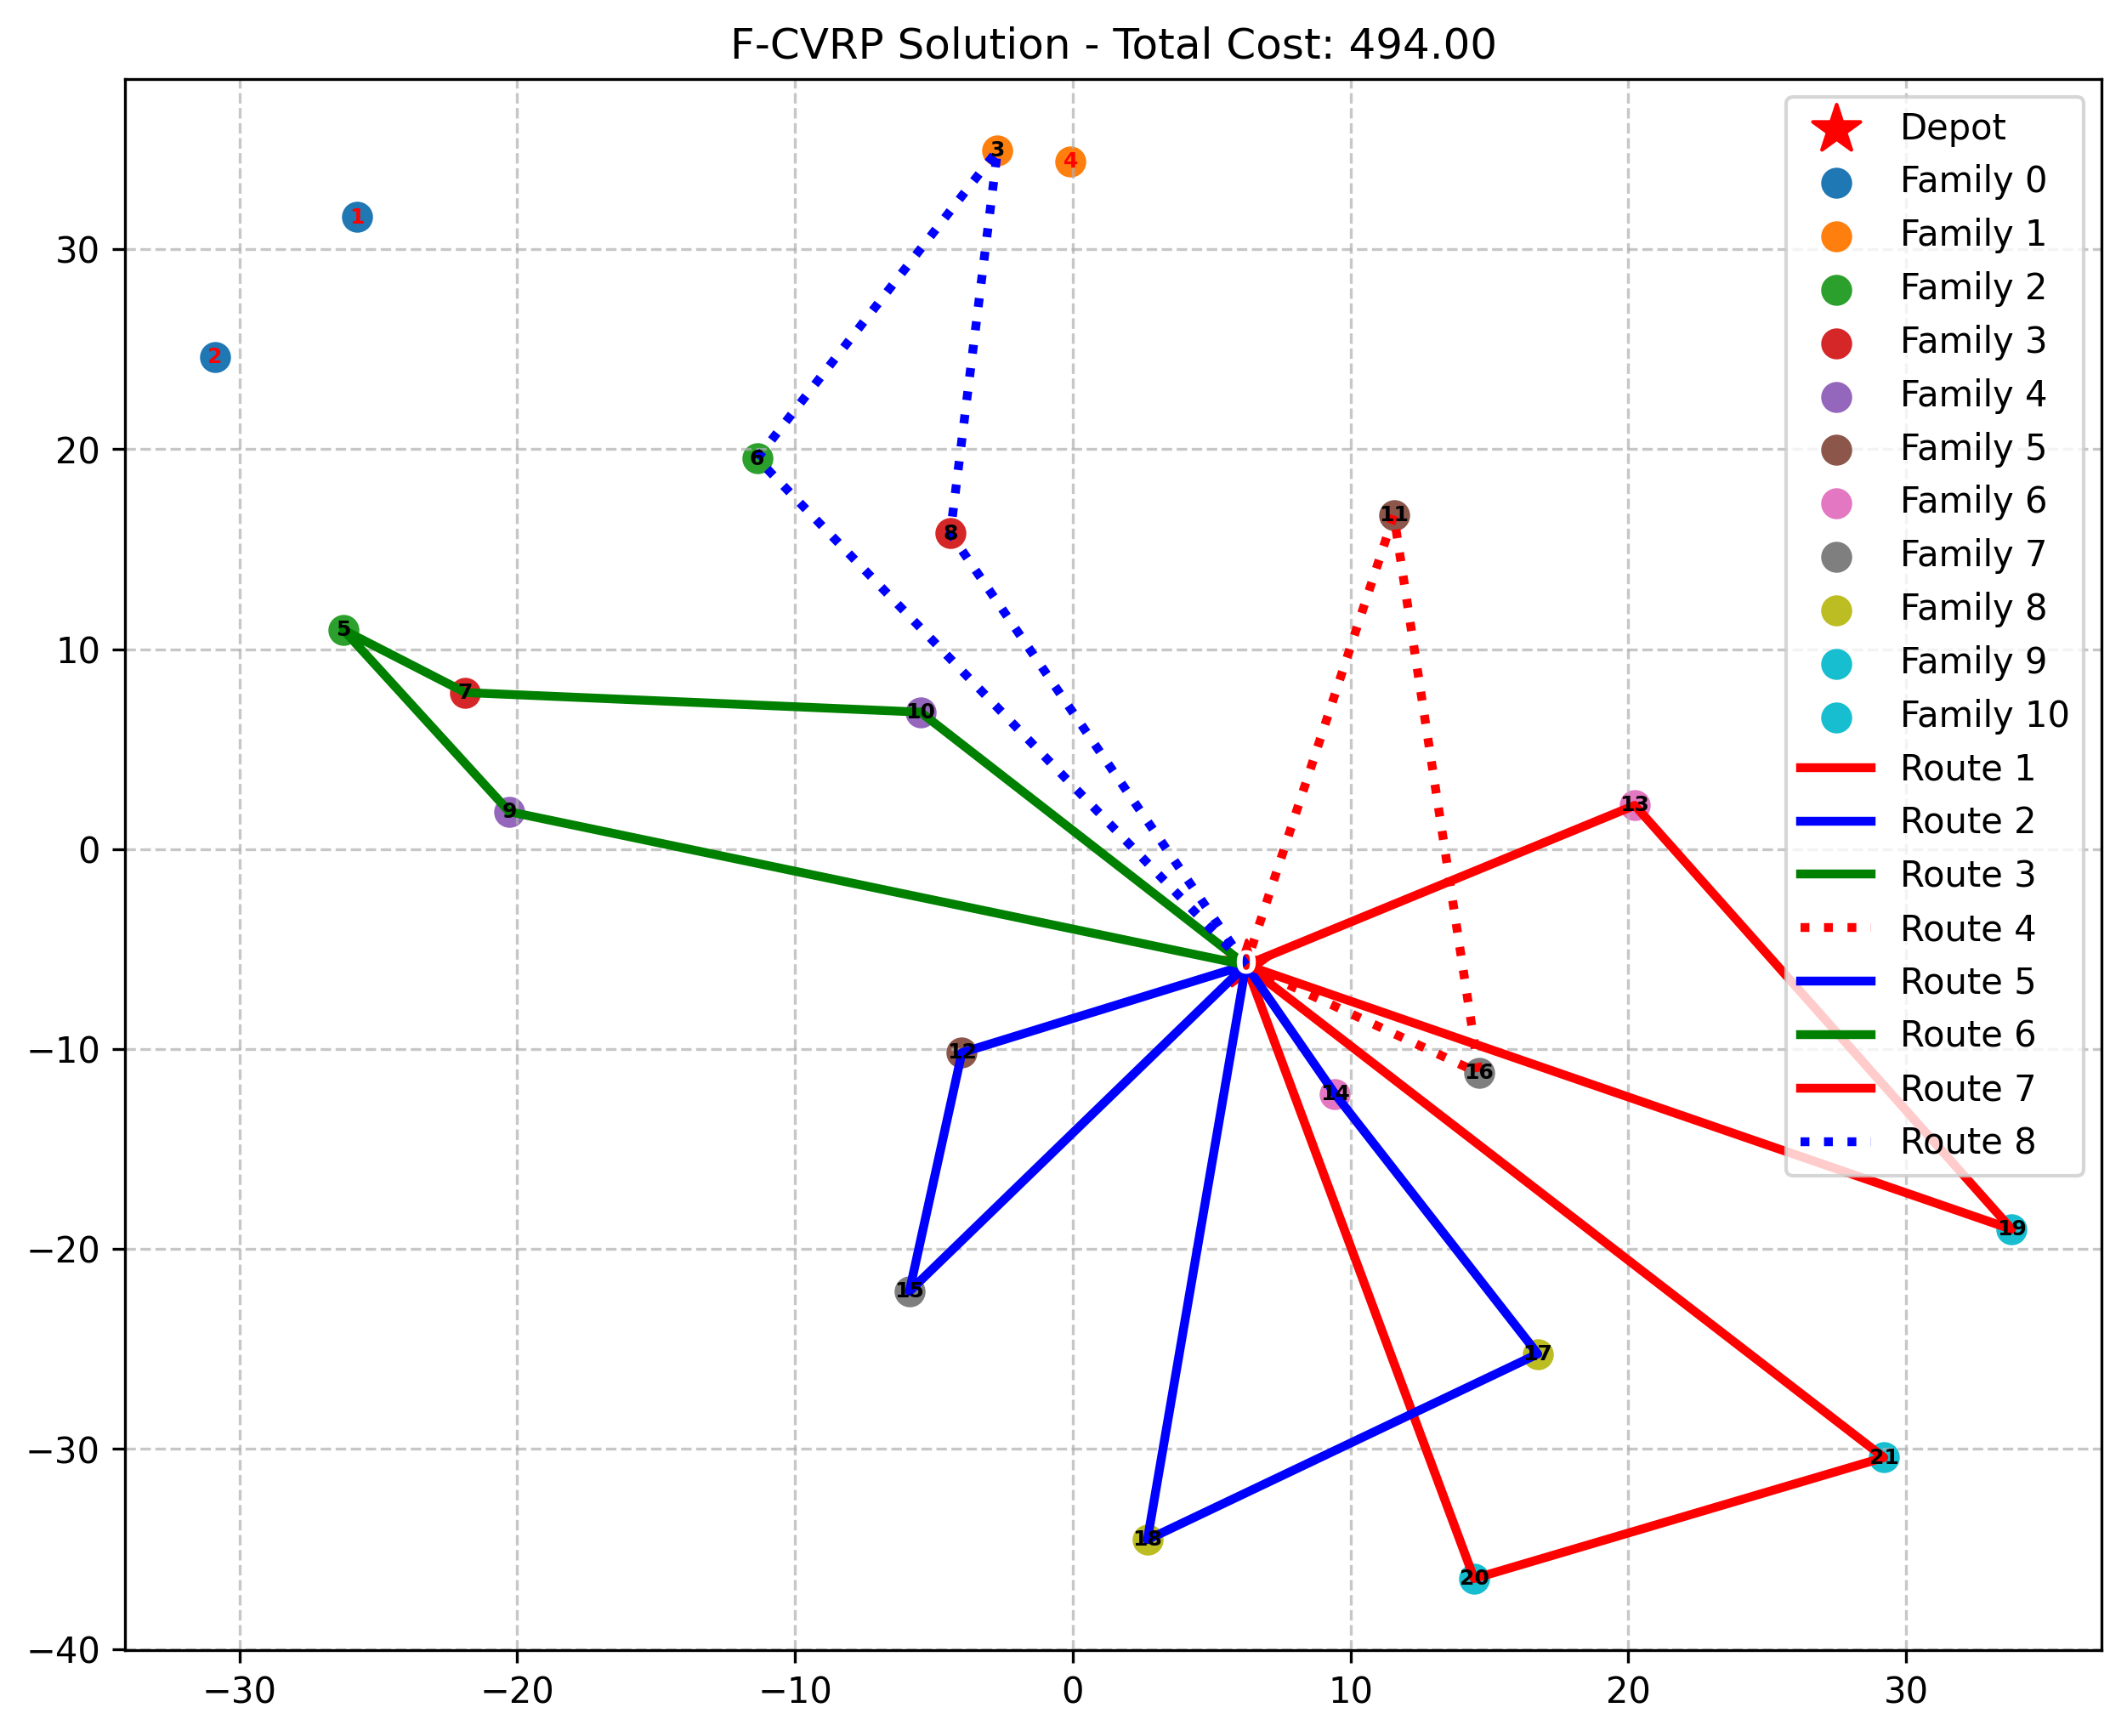 F-CVRP Solution - Total Cost: 494.00
Depot
Family 0
Family 1
Family 2
Family 3
Family 4
Family 5
Family 6
Family 7
Family 8
Family 9
Family 10
Route 1
Route 2
Route 3
Route 4
Route 5
Route 6
Route 7
Route 8
30
20
10
0
−10
−20
−30
−40
−30
−20
−10
0
10
20
30
3
4
1
2
6
8
11
5
7
10
13
9
0
12
16
14
19
15
17
21
18
20